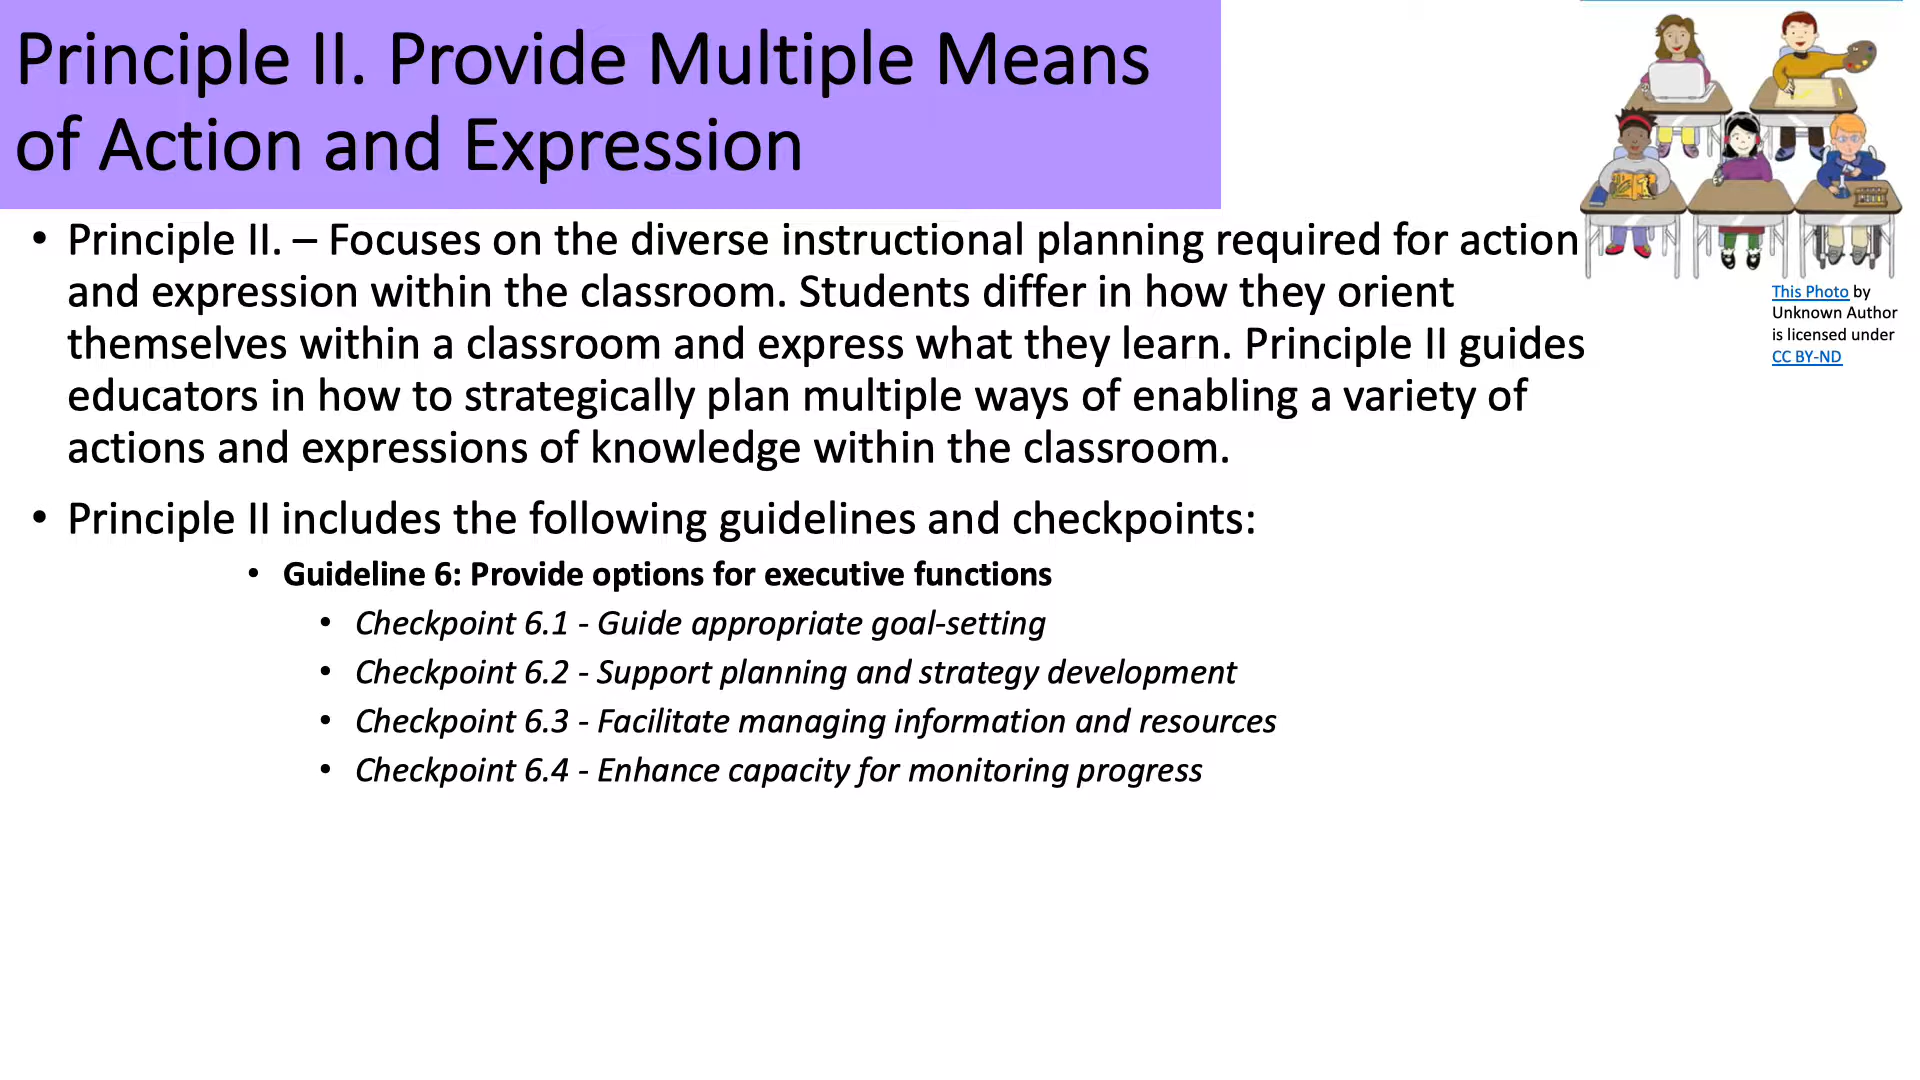 Principle II. Provide Multiple Means
of Action and Expression
• Principle II. – Focuses on the diverse instructional planning required for action
and expression within the classroom. Students differ in how they orient
themselves within a classroom and express what they learn. Principle II guides
educators in how to strategically plan multiple ways of enabling a variety of
actions and expressions of knowledge within the classroom.
• Principle II includes the following guidelines and checkpoints:
• Guideline 6: Provide options for executive functions
• Checkpoint 6.1 - Guide appropriate goal-setting
• Checkpoint 6.2 - Support planning and strategy development
• Checkpoint 6.3 - Facilitate managing information and resources
• Checkpoint 6.4 - Enhance capacity for monitoring progress
This Photo by
Unknown Author
is licensed under
CC BY-ND